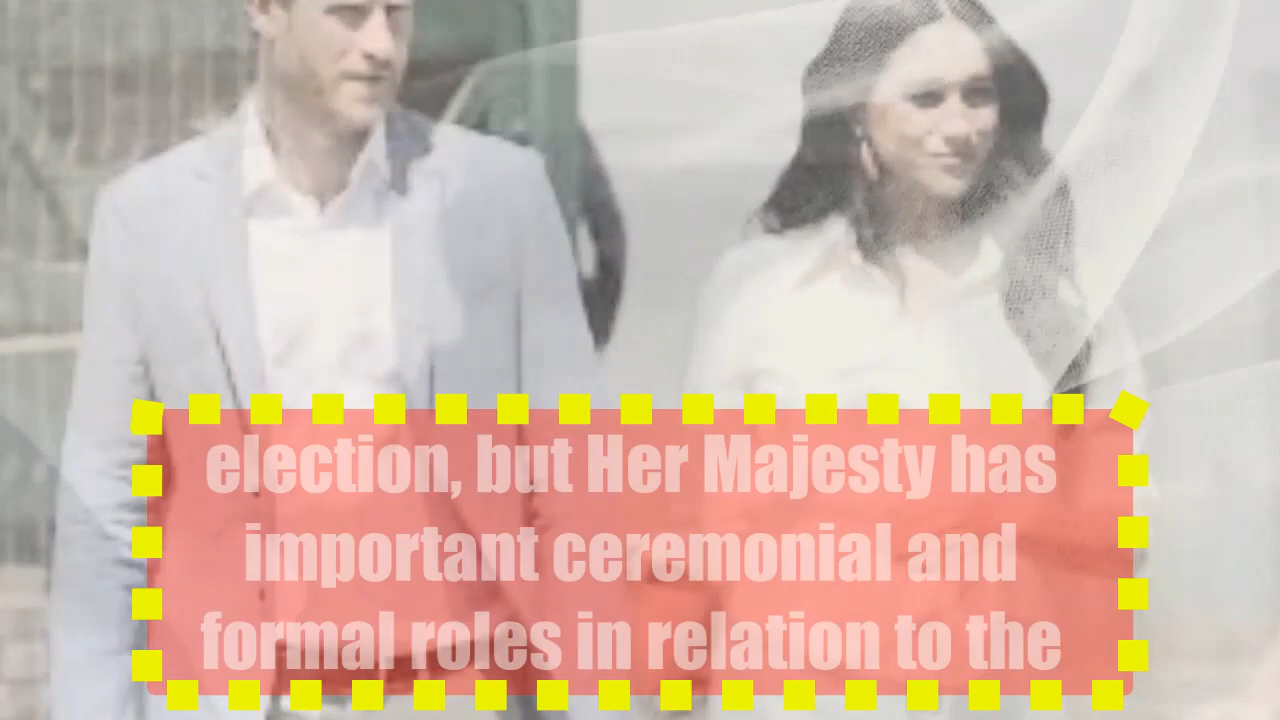 election, but Her Majesty has
important ceremonial and
formal roles in relation to the